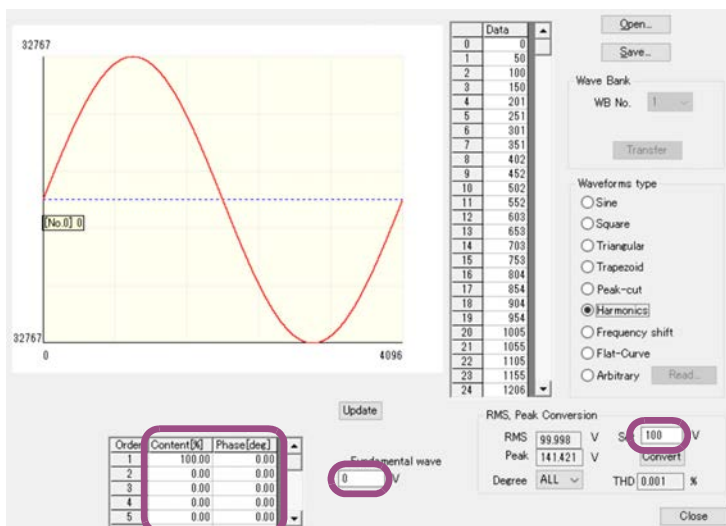 32767
32767
0 4096
[No.0] 0
Data
0 0
1 50
2 100
3 150
4 201
5 251
6 301
7 351
8 402
9 452
10 502
11 552
12 603
13 653
14 703
15 753
16 804
17 854
18 904
19 954
20 1005
21 1055
22 1105
23 1155
24 1206
Open...
Save...
Wave Bank
WB No. 1
Transfer
Waveforms type
Sine
Square
Triangular
Trapezoid
Peak-cut
Harmonics
Frequency shift
Flat-Curve
Arbitrary Read...
Update
Order Content[%] Phase[deg]
1 100.00 0.00
2 0.00 0.00
3 0.00 0.00
4 0.00 0.00
5 0.00 0.00
Fundamental wave
0 V
RMS, Peak Conversion
RMS 99.998 V 100 V
Peak 141.421 V Convert
Degree ALL THD 0.001 %
Close